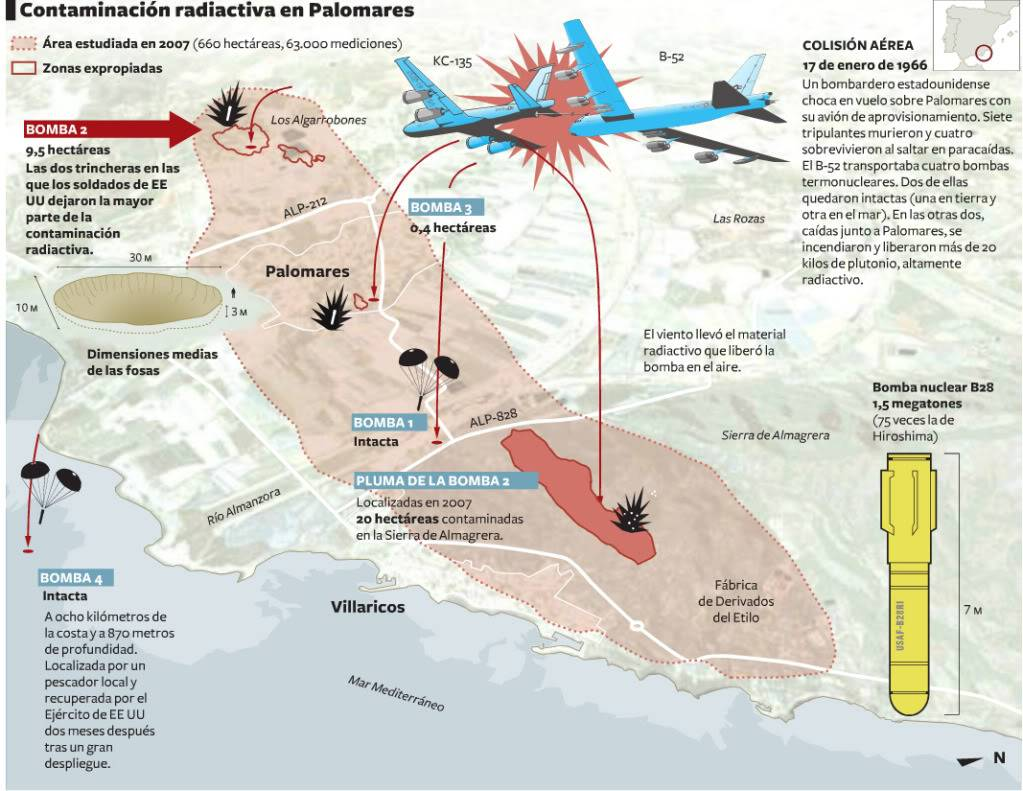 Contaminación radiactiva en Palomares
Área estudiada en 2007 (660 hectáreas, 63.000 mediciones)
Zonas expropiadas
KC-135
B-52
COLISIÓN AÉREA
17 de enero de 1966
Un bombardero estadounidense
choca en vuelo sobre Palomares con
su avión de aprovisionamiento. Siete
tripulantes murieron y cuatro
sobrevivieron al saltar en paracaídas.
El B-52 transportaba cuatro bombas
termonucleares. Dos de ellas
quedaron intactas (una en tierra y
otra en el mar). En las otras dos,
caídas junto a Palomares, se
incendiaron y liberaron más de 20
kilos de plutonio, altamente
radiactivo.
BOMBA 2
9,5 hectáreas
Las dos trincheras en las
que los soldados de EE
UU dejaron la mayor
parte de la
contaminación
radiactiva.
Los Algarrobones
ALP-212
BOMBA 3
0,4 hectáreas
Las Rozas
Palomares
30 M
10 M
3 M
Dimensiones medias
de las fosas
El viento llevó el material
radiactivo que liberó la
bomba en el aire.
BOMBA 1
Intacta
ALP-828
Sierra de Almagrera
Bomba nuclear B28
1,5 megatones
(75 veces la de
Hiroshima)
USAF-B28RI
7 M
PLUMA DE LA BOMBA 2
Localizadas en 2007
20 hectáreas contaminadas
en la Sierra de Almagrera.
Río Almanzora
BOMBA 4
Intacta
A ocho kilómetros de
la costa y a 870 metros
de profundidad.
Localizada por un
pescador local y
recuperada por el
Ejército de EE UU
dos meses después
tras un gran
despliegue.
Villaricos
Fábrica
de Derivados
del Etilo
Mar Mediterráneo
N